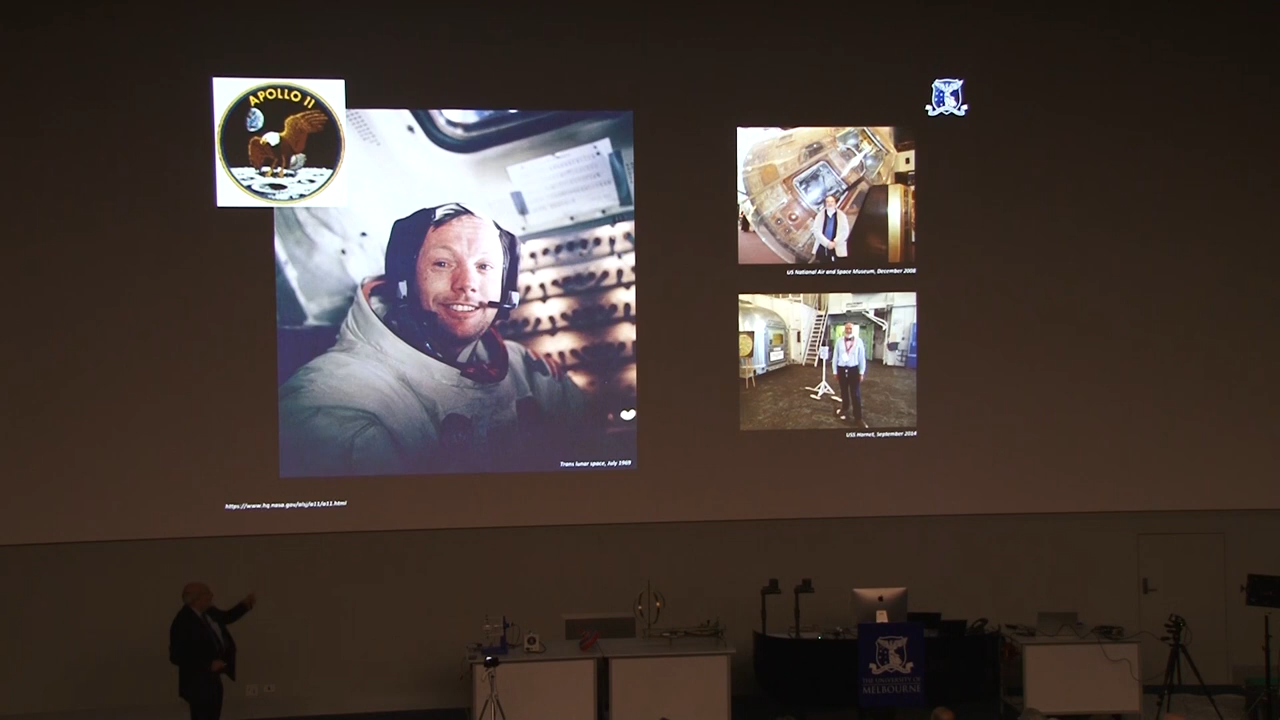 APOLLO 11
US National Air and Space Museum, December 2008
USS Hornet, September 2014
Trans lunar space, July 1969
https://www.hq.nasa.gov/alsj/a11/a11.html
THE UNIVERSITY OF
MELBOURNE